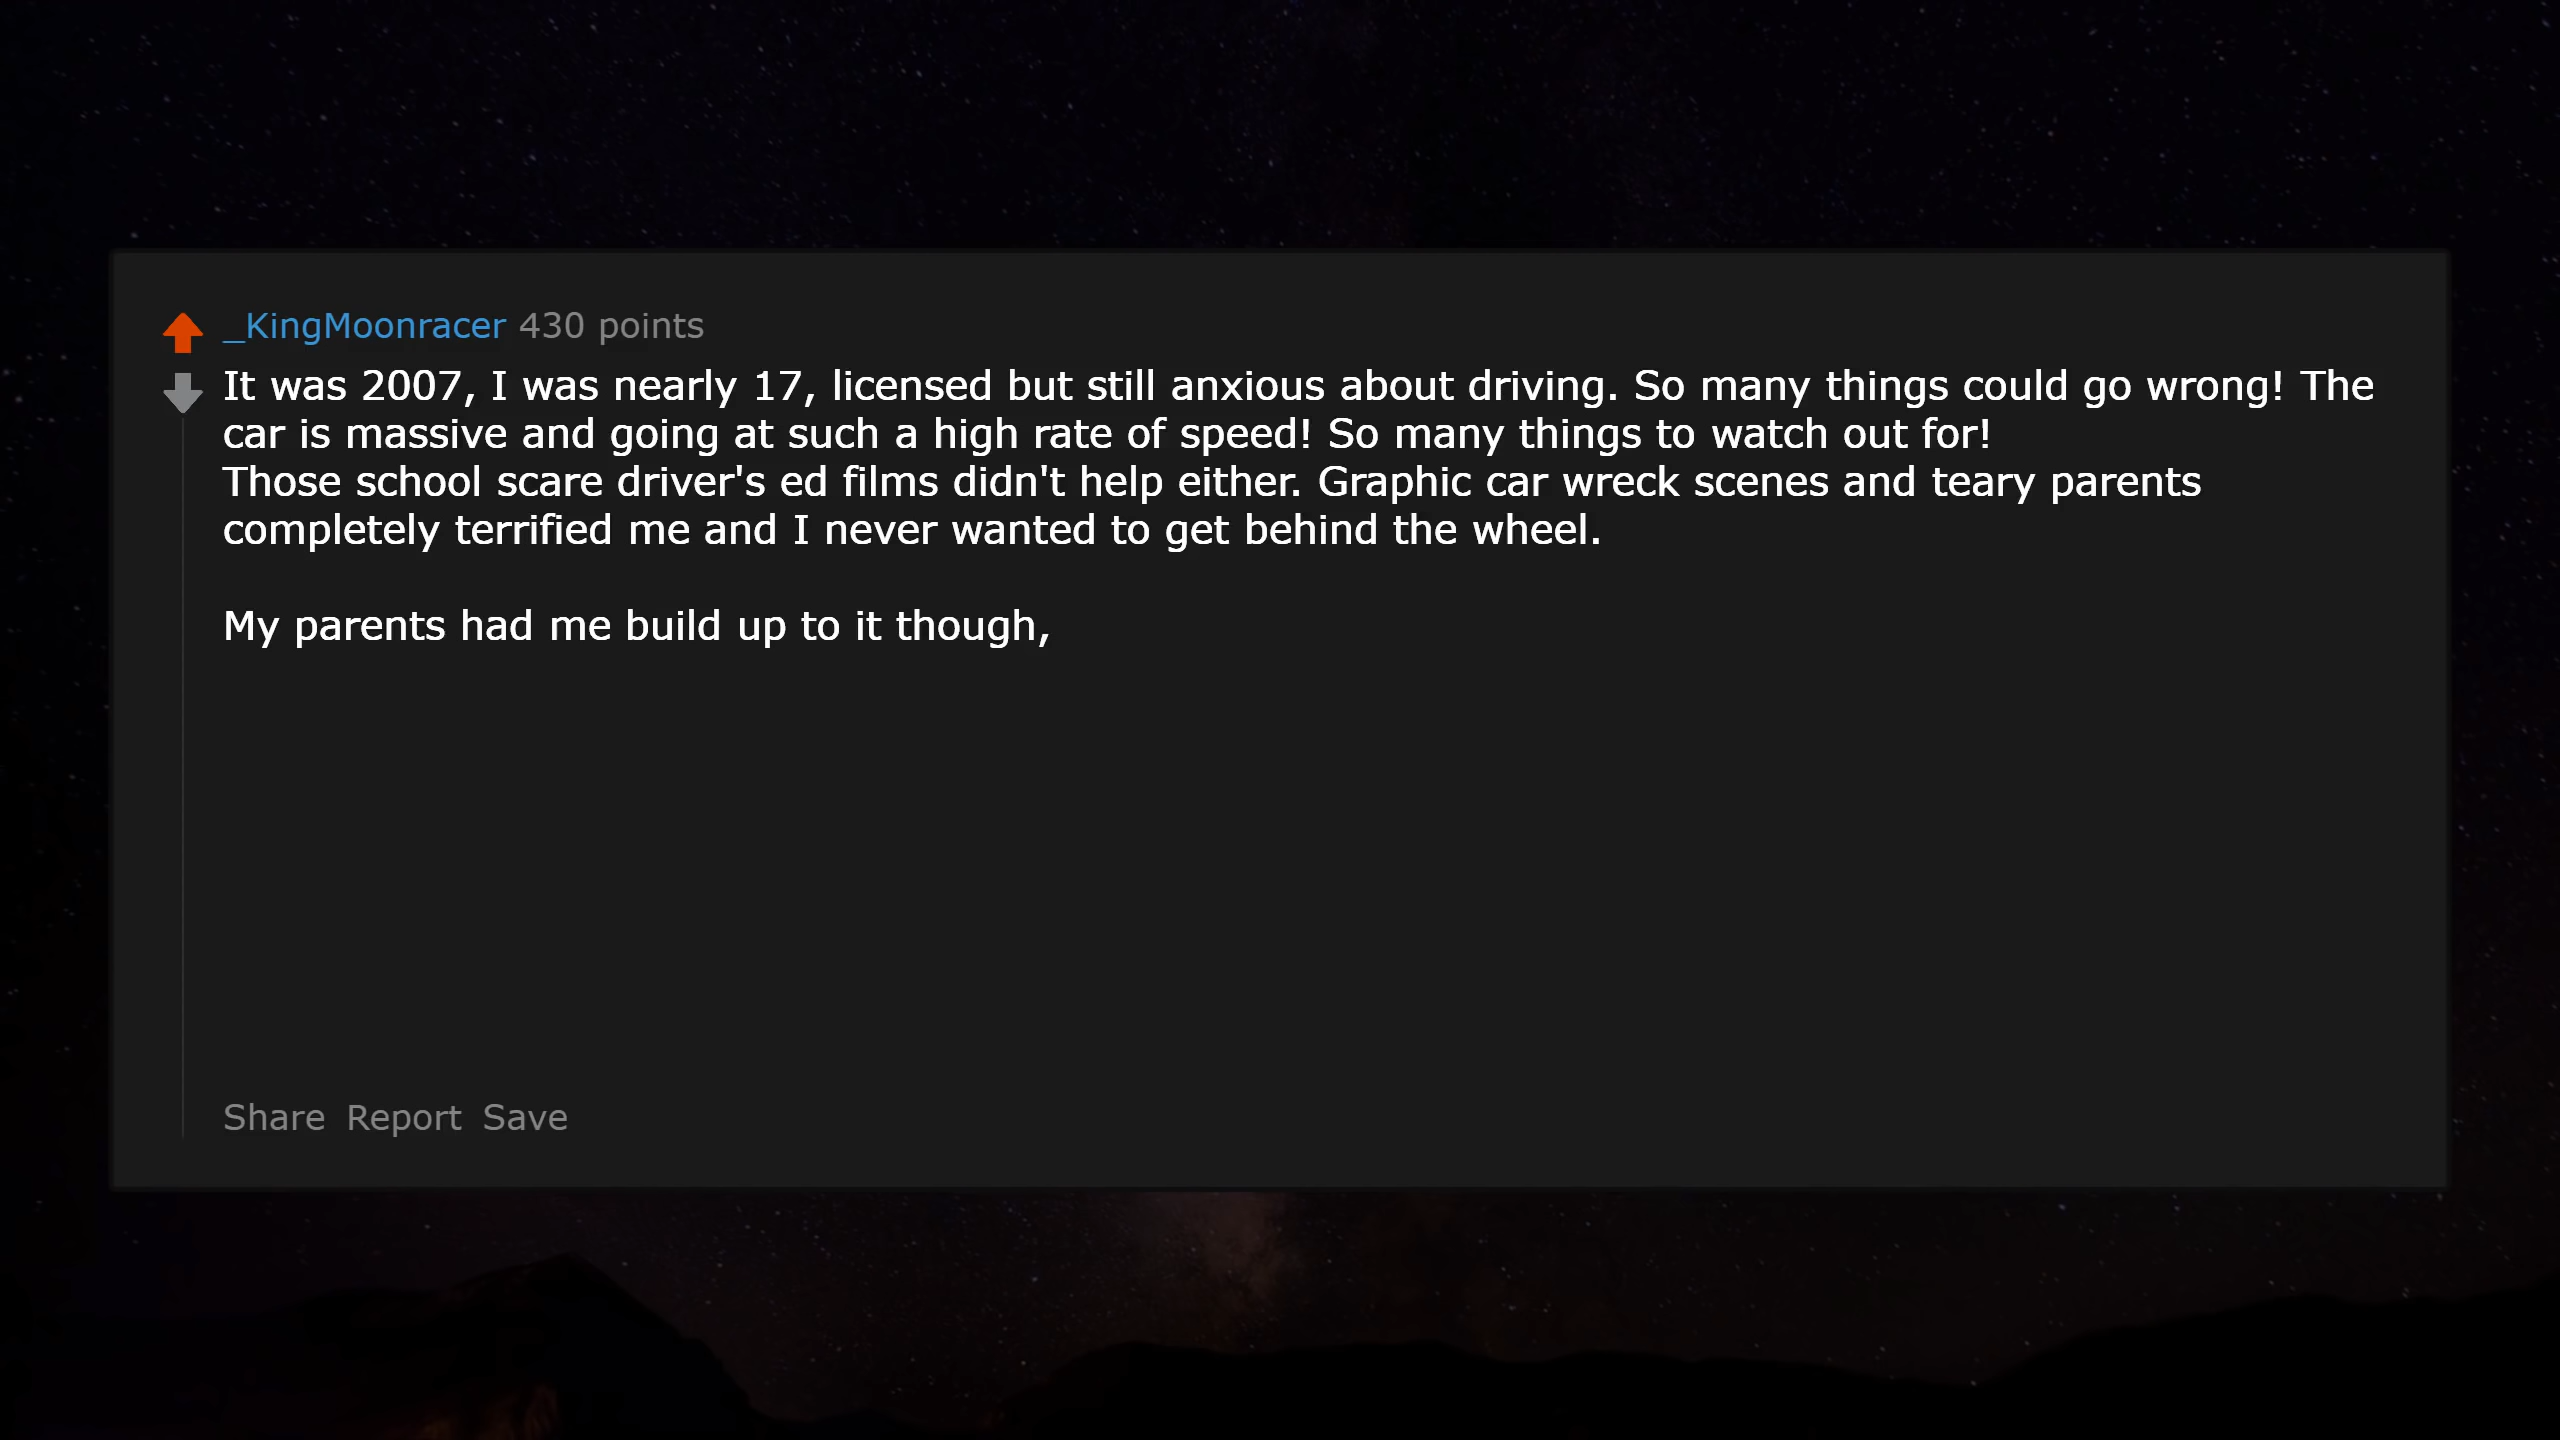 _KingMoonracer 430 points
It was 2007, I was nearly 17, licensed but still anxious about driving. So many things could go wrong! The
car is massive and going at such a high rate of speed! So many things to watch out for!
Those school scare driver's ed films didn't help either. Graphic car wreck scenes and teary parents
completely terrified me and I never wanted to get behind the wheel.
My parents had me build up to it though,
Share Report Save